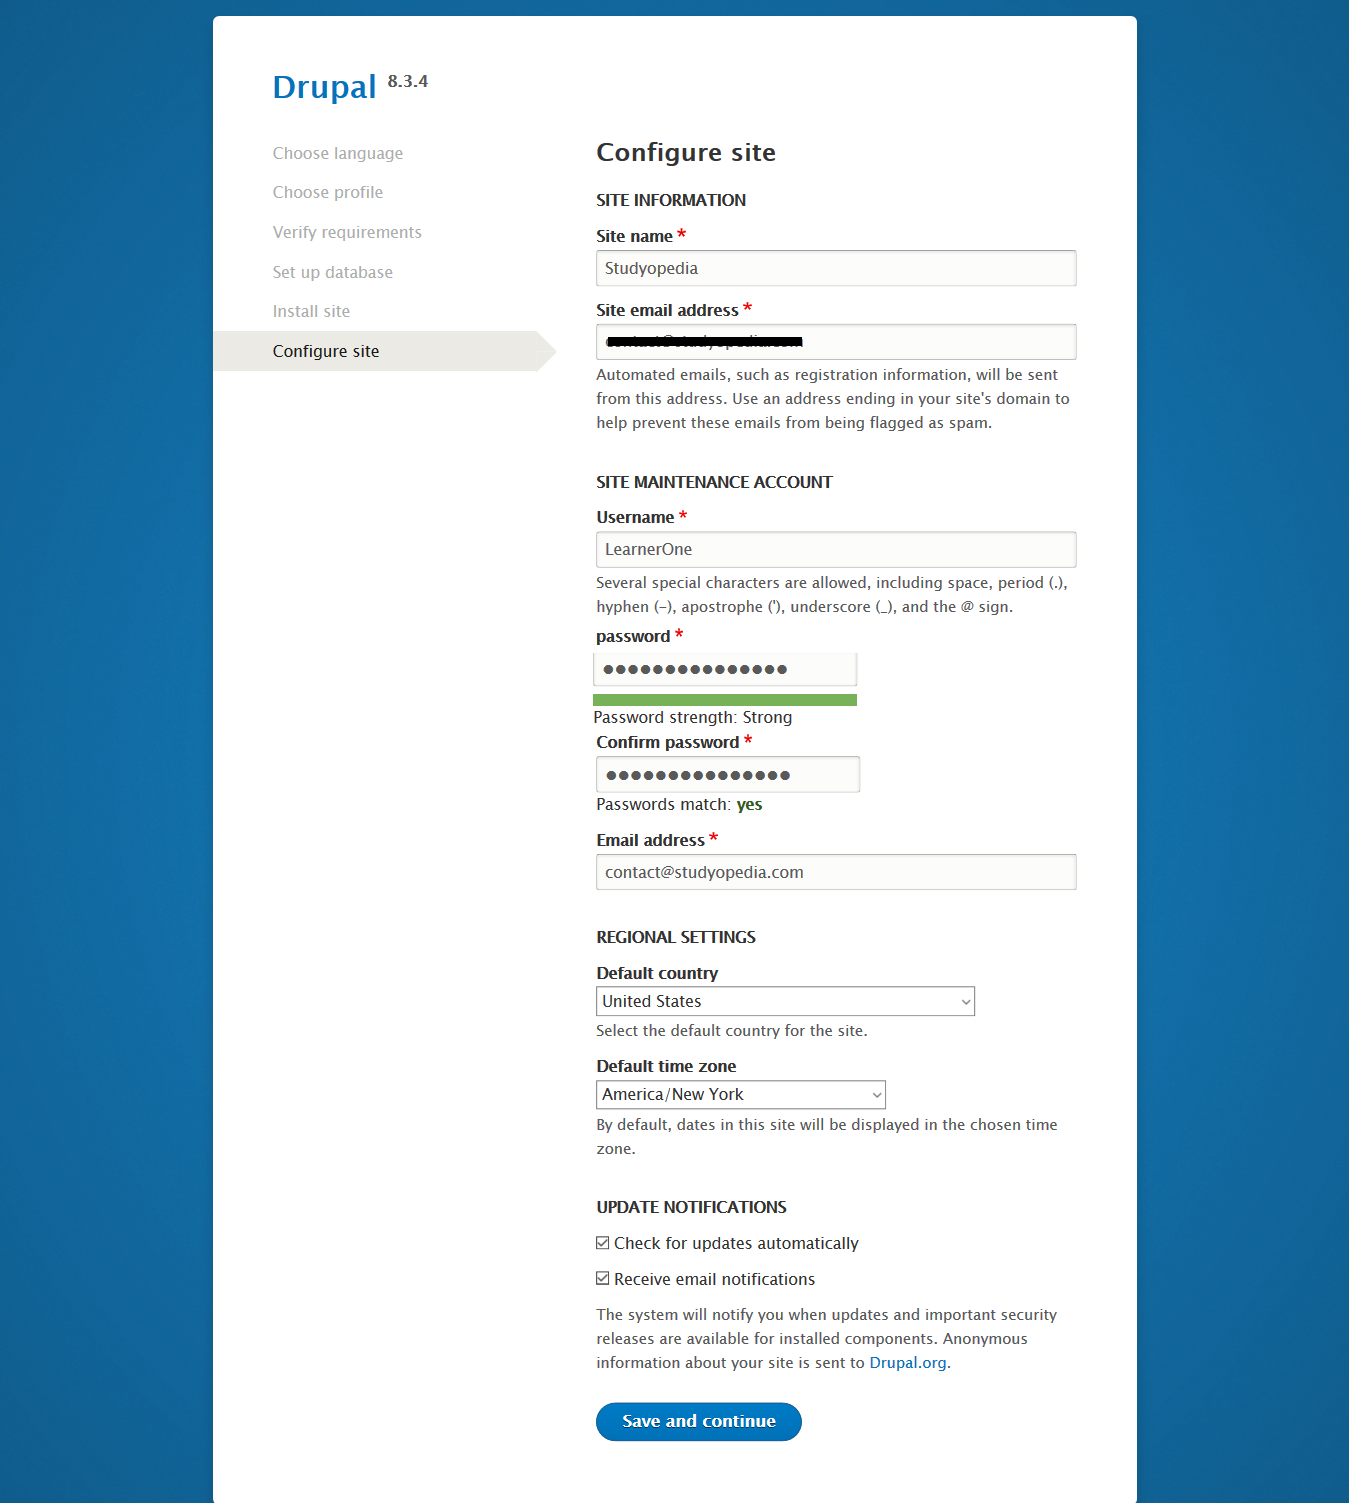 Drupal 8.3.4
Choose language
Choose profile
Verify requirements
Set up database
Install site
Configure site
Configure site
SITE INFORMATION
Site name *
Studyopedia
Site email address *
Automated emails, such as registration information, will be sent
from this address. Use an address ending in your site's domain to
help prevent these emails from being flagged as spam.
SITE MAINTENANCE ACCOUNT
Username *
LearnerOne
Several special characters are allowed, including space, period (.),
hyphen (-), apostrophe ('), underscore (_), and the @ sign.
password *
●●●●●●●●●●●●●●●
Password strength: Strong
Confirm password *
●●●●●●●●●●●●●●●
Passwords match: yes
Email address *
contact@studyopedia.com
REGIONAL SETTINGS
Default country
United States
Select the default country for the site.
Default time zone
America/New York
By default, dates in this site will be displayed in the chosen time
zone.
UPDATE NOTIFICATIONS
Check for updates automatically
Receive email notifications
The system will notify you when updates and important security
releases are available for installed components. Anonymous
information about your site is sent to Drupal.org.
Save and continue